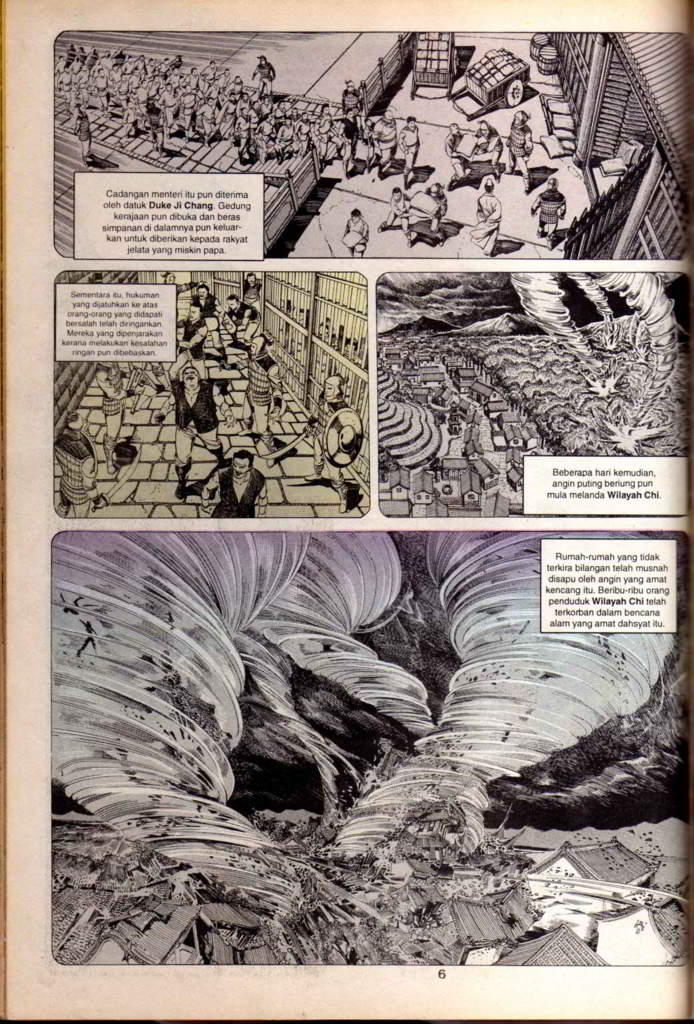 Cadangan menteri itu pun diterima
oleh datuk Duke Ji Chang. Gedung
kerajaan pun dibuka dan beras
simpanan di dalamnya pun keluar-
kan untuk diberikan kepada rakyat
jelata yang miskin papa.
Sementara itu, hukuman
yang dijatuhkan ke atas
orang-orang yang didapati
bersalah telah diringankan.
Mereka yang dipenjarakan
kerana melakukan kesalahan
ringan pun dibebaskan.
Beberapa hari kemudian,
angin puting beriung pun
mula melanda Wilayah Chi.
Rumah-rumah yang tidak
terkira bilangan telah musnah
disapu oleh angin yang amat
kencang itu. Beribu-ribu orang
penduduk Wilayah Chi telah
terkorban dalam bencana
alam yang amat dahsyat itu.
6